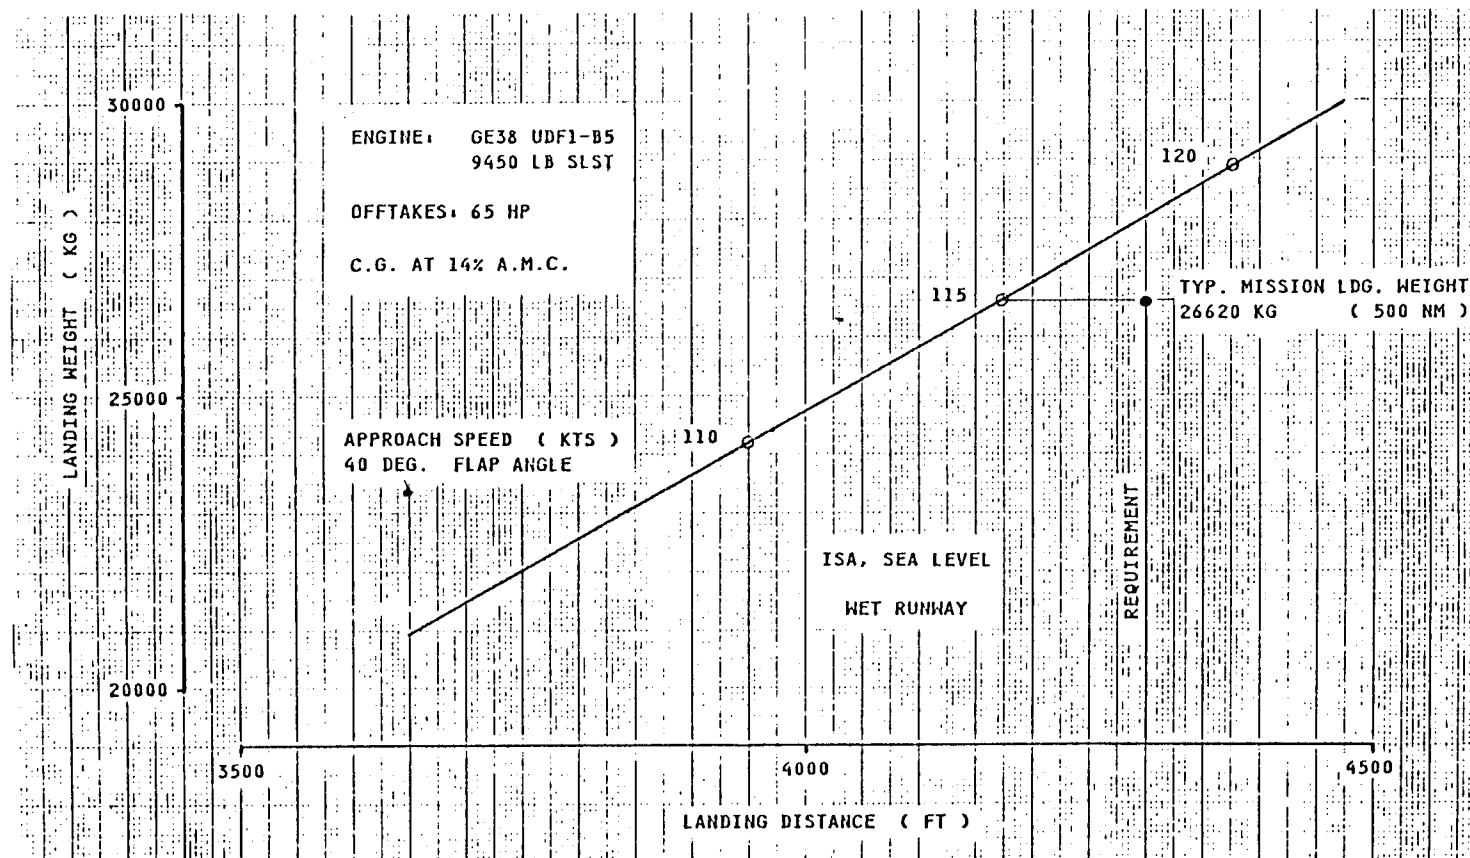 30000
ENGINE: GE38 UDF1-B5
9450 LB SLST
OFFTAKES: 65 HP
C.G. AT 14% A.M.C.
120
TYP. MISSION LDG. WEIGHT
26620 KG ( 500 NM )
115
LANDING WEIGHT ( KG )
25000
APPROACH SPEED ( KTS )
40 DEG. FLAP ANGLE
110
REQUIREMENT
ISA, SEA LEVEL
WET RUNWAY
20000
3500
4000
4500
LANDING DISTANCE ( FT )